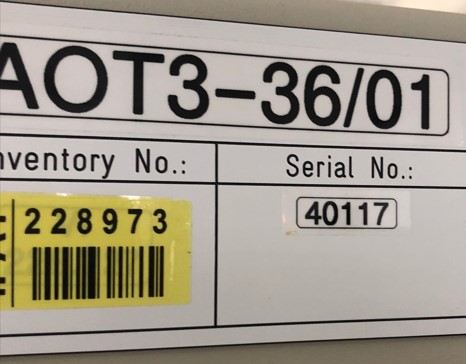 AOT3-36/01
nventory No.:
Serial No.:
228973
40117